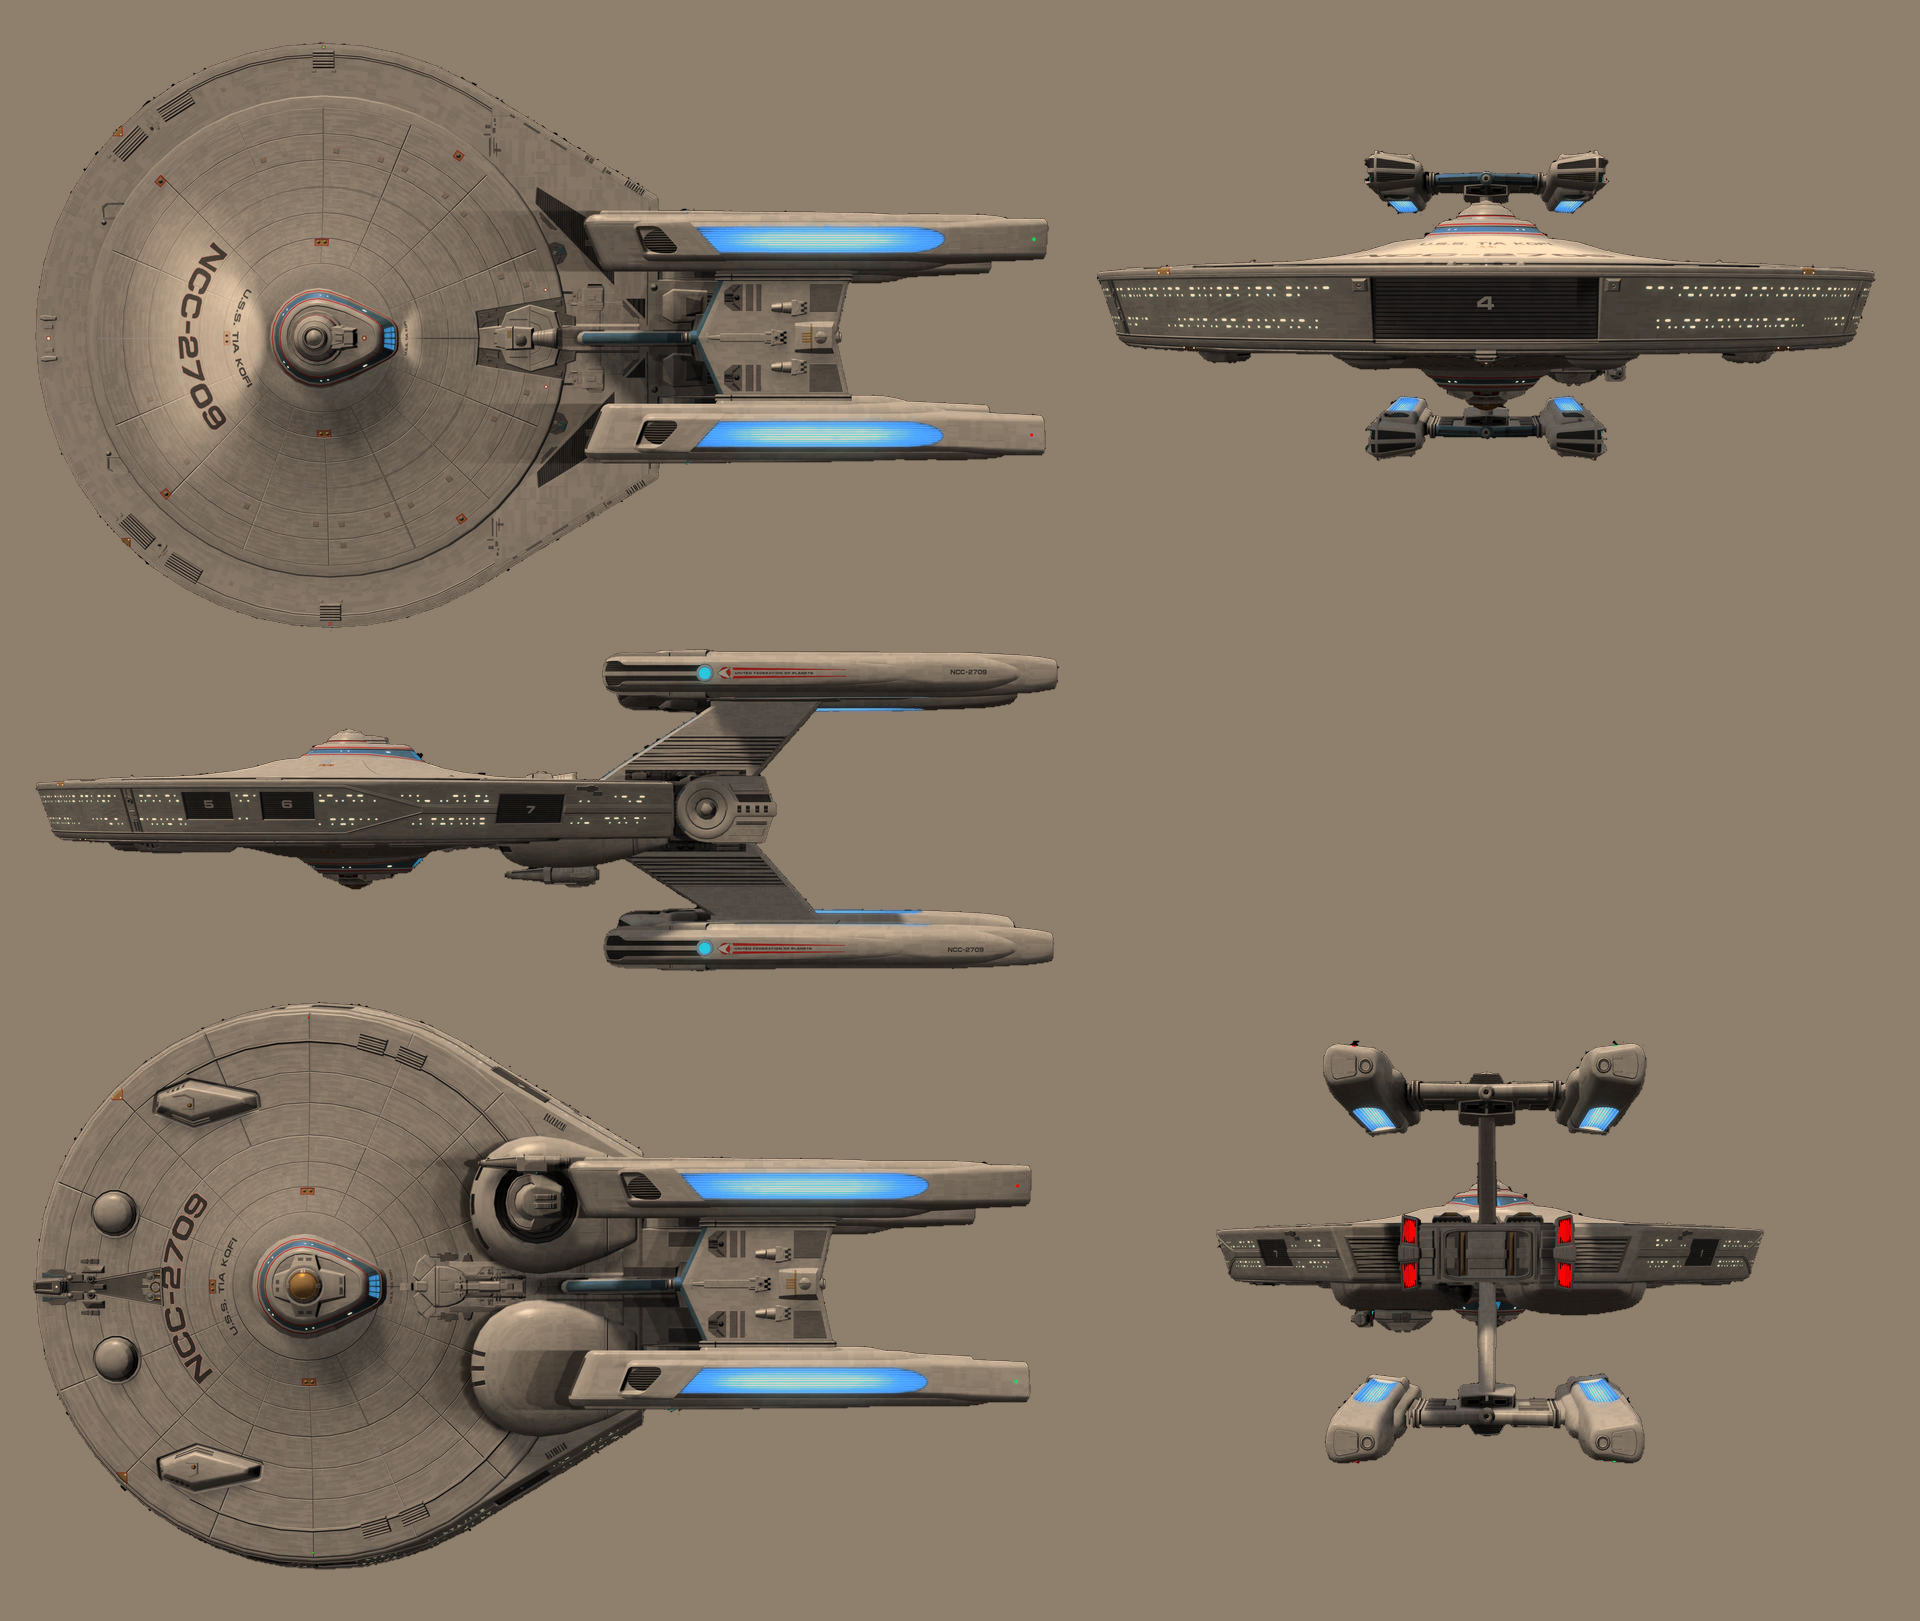 NCC-2709
U.S.S. TIA KOFI
U.S.S. TIA KOFI
4
UNITED FEDERATION OF PLANETS
NCC-2709
5
6
7
UNITED FEDERATION OF PLANETS
NCC-2709
NCC-2709
U.S.S. TIA KOFI